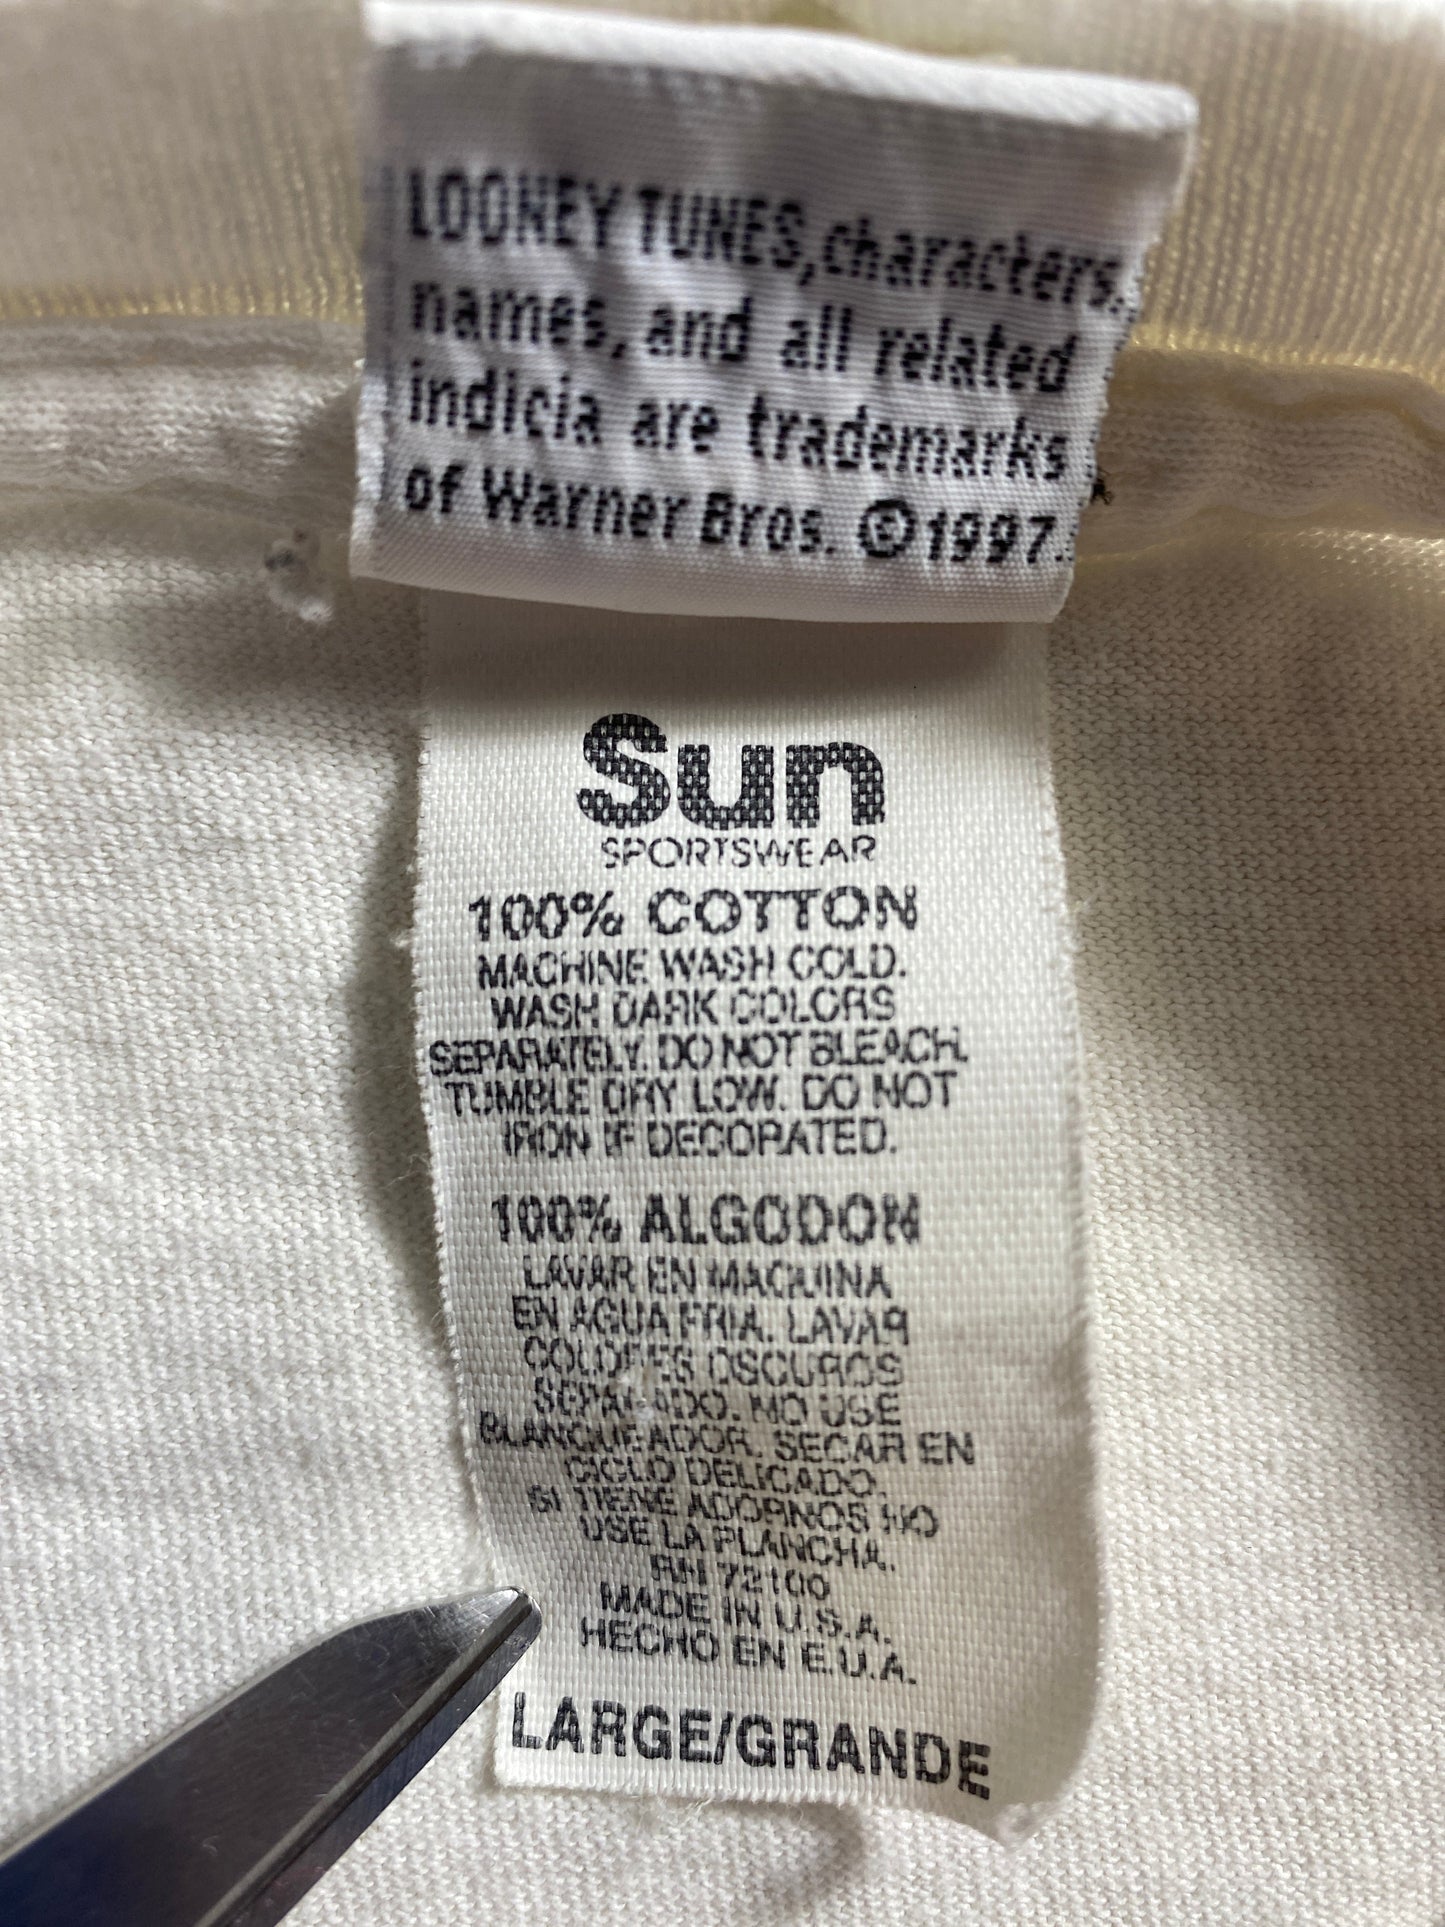 LOONEY TUNES, characters,
names, and all related
indicia are trademarks
of Warner Bros. ©1997.
Sun
SPORTSWEAR
100% COTTON
MACHINE WASH COLD.
WASH DARK COLORS
SEPARATELY. DO NOT BLEACH.
TUMBLE DRY LOW. DO NOT
IRON IF DECORATED.
100% ALGODON
LAVAR EN MAQUINA
EN AGUA FRIA. LAVAR
COLORES OSCUROS
SEPARADO. NO USE
BLANQUEADOR. SECAR EN
CICLO DELICADO.
SI TIENE ADORNOS NO
USE LA PLANCHA.
RN 72100
MADE IN U.S.A.
HECHO EN E.U.A.
LARGE/GRANDE